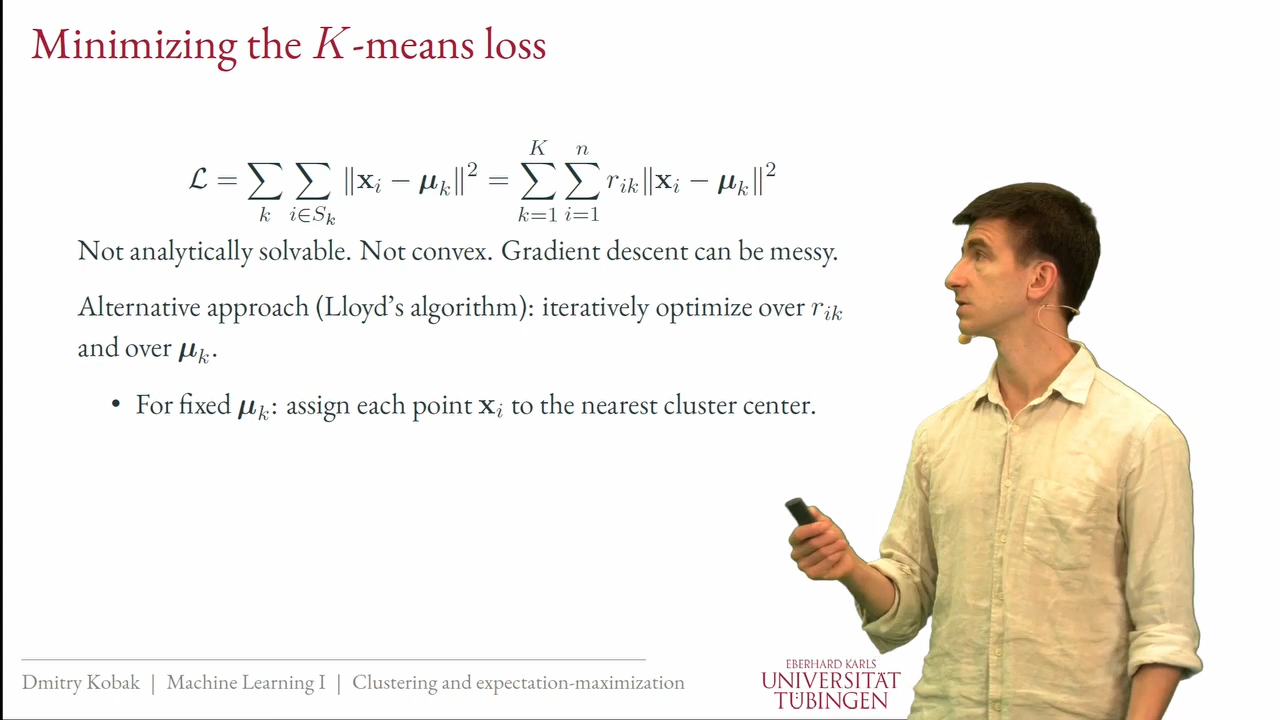 Minimizing the K-means loss
ℒ = ∑_k ∑_{i∈S_k} ‖x_i − μ_k‖² = ∑_{k=1}^{K} ∑_{i=1}^{n} r_{ik}‖x_i − μ_k‖²
Not analytically solvable. Not convex. Gradient descent can be messy.
Alternative approach (Lloyd's algorithm): iteratively optimize over r_{ik}
and over μ_k.
• For fixed μ_k: assign each point x_i to the nearest cluster center.
Dmitry Kobak | Machine Learning I | Clustering and expectation-maximization
EBERHARD KARLS
UNIVERSITÄT
TÜBINGEN